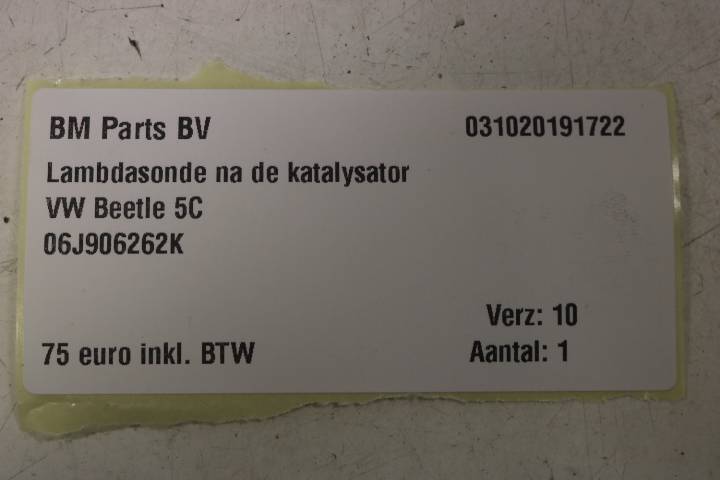 BM Parts BV 031020191722
Lambdasonde na de katalysator
VW Beetle 5C
06J906262K
Verz: 10
75 euro inkl. BTW Aantal: 1